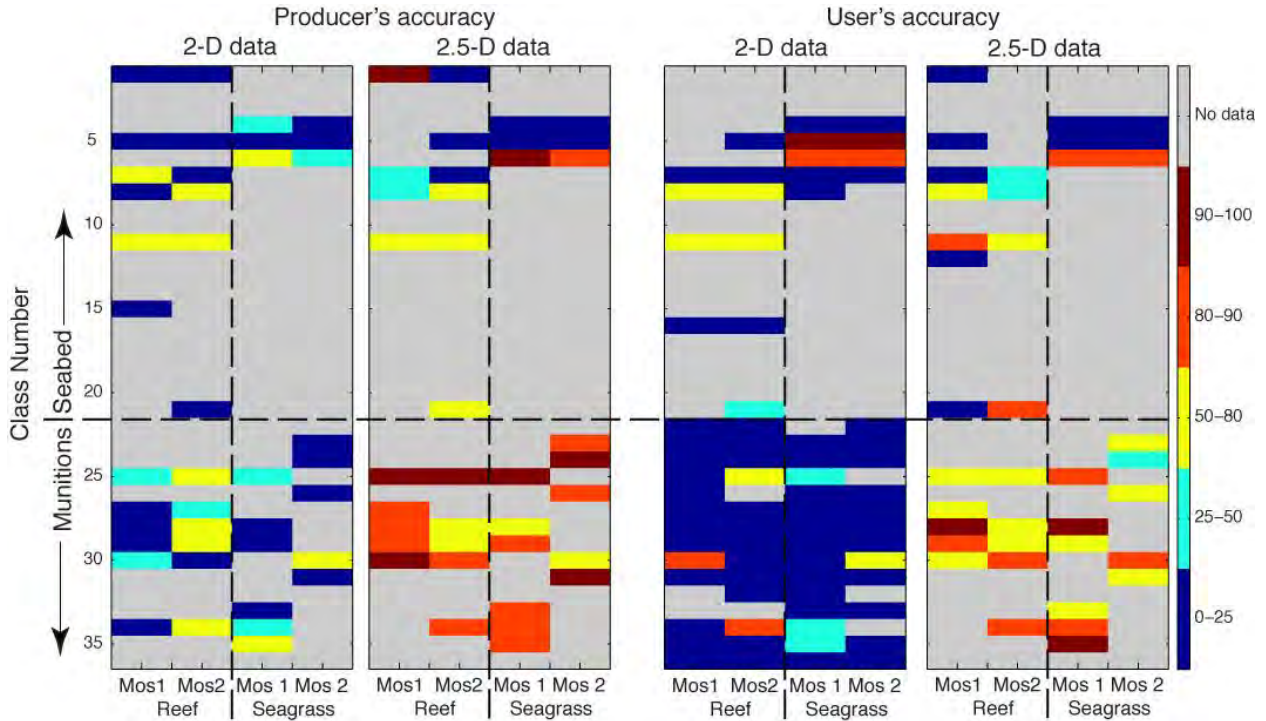 Producer's accuracy
User's accuracy
2-D data
2.5-D data
2-D data
2.5-D data
Class Number
Seabed
Munitions
5
10
15
20
25
30
35
No data
90–100
80–90
50–80
25–50
0–25
Mos1 Mos2 Mos 1 Mos 2
Reef Seagrass
Mos1 Mos2 Mos 1 Mos 2
Reef Seagrass
Mos1 Mos2 Mos 1 Mos 2
Reef Seagrass
Mos1 Mos2 Mos 1 Mos 2
Reef Seagrass